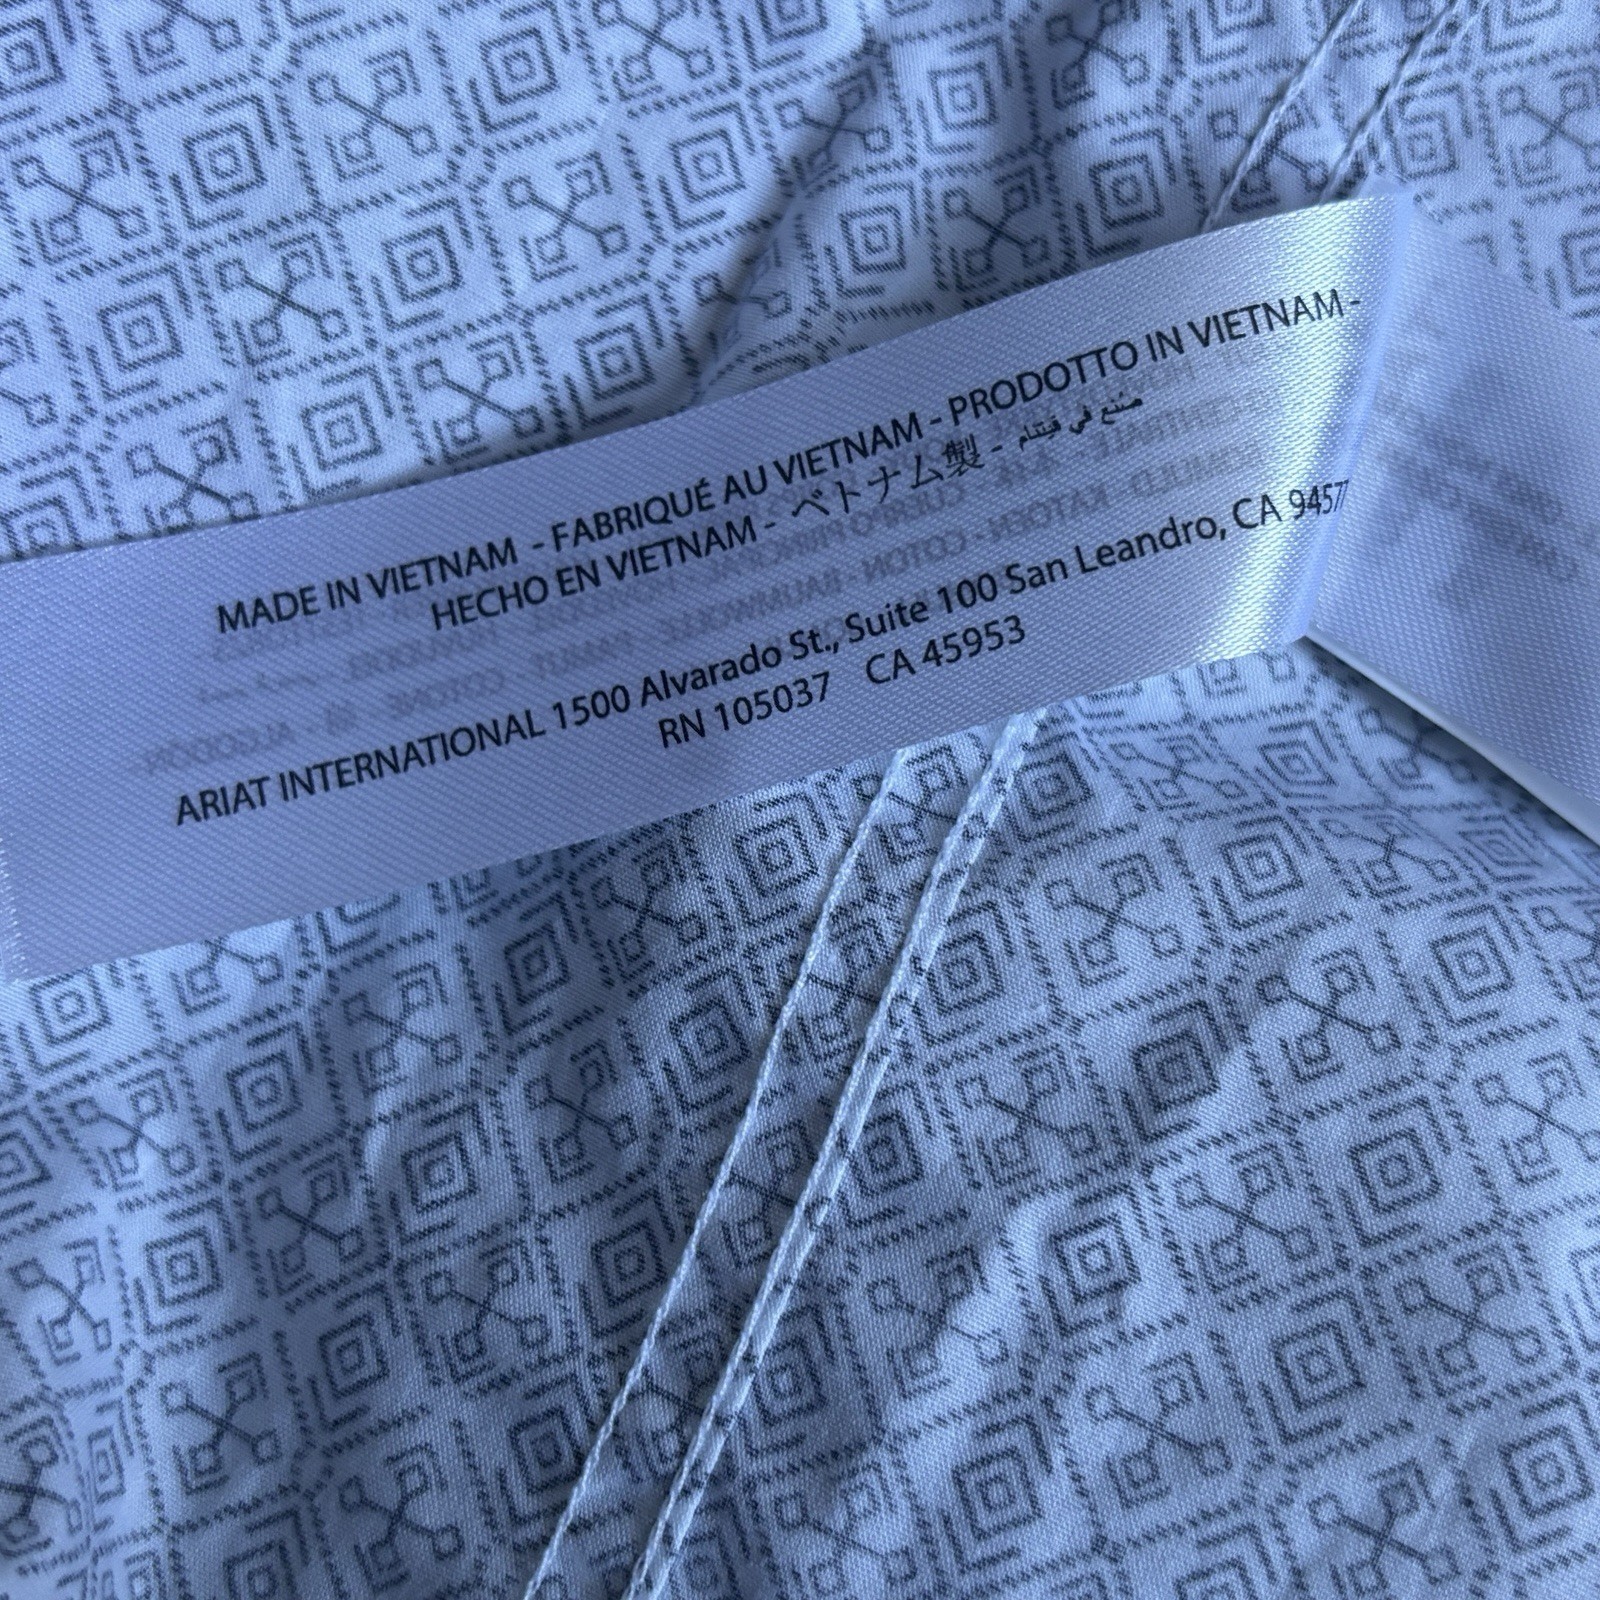 MADE IN VIETNAM - FABRIQUÉ AU VIETNAM - PRODOTTO IN VIETNAM -
HECHO EN VIETNAM - ベトナム製 - صنع في فيتنام
ARIAT INTERNATIONAL 1500 Alvarado St., Suite 100 San Leandro, CA 94577
RN 105037 CA 45953